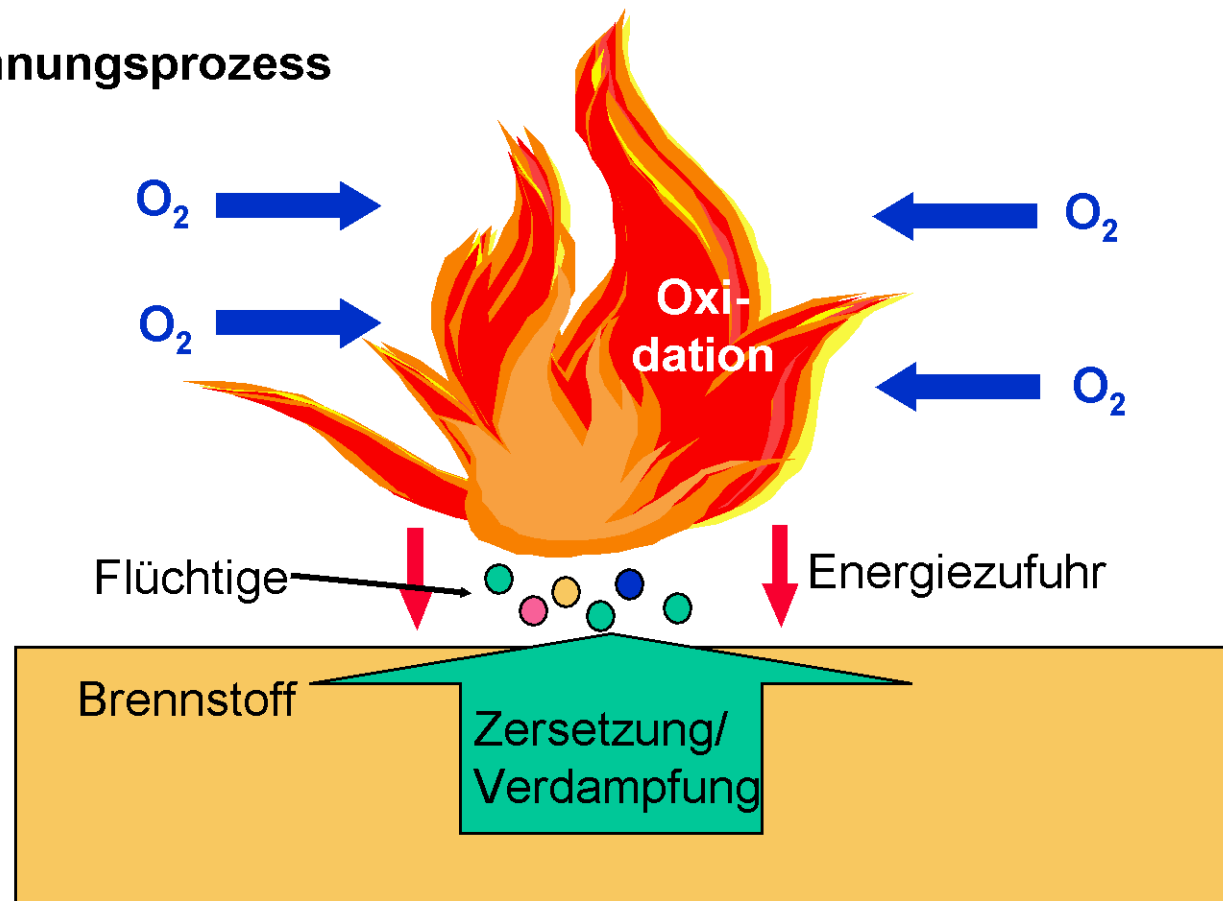 nnungsprozess
O₂
O₂
O₂
O₂
Oxi-
dation
Flüchtige
Energiezufuhr
Brennstoff
Zersetzung/
Verdampfung